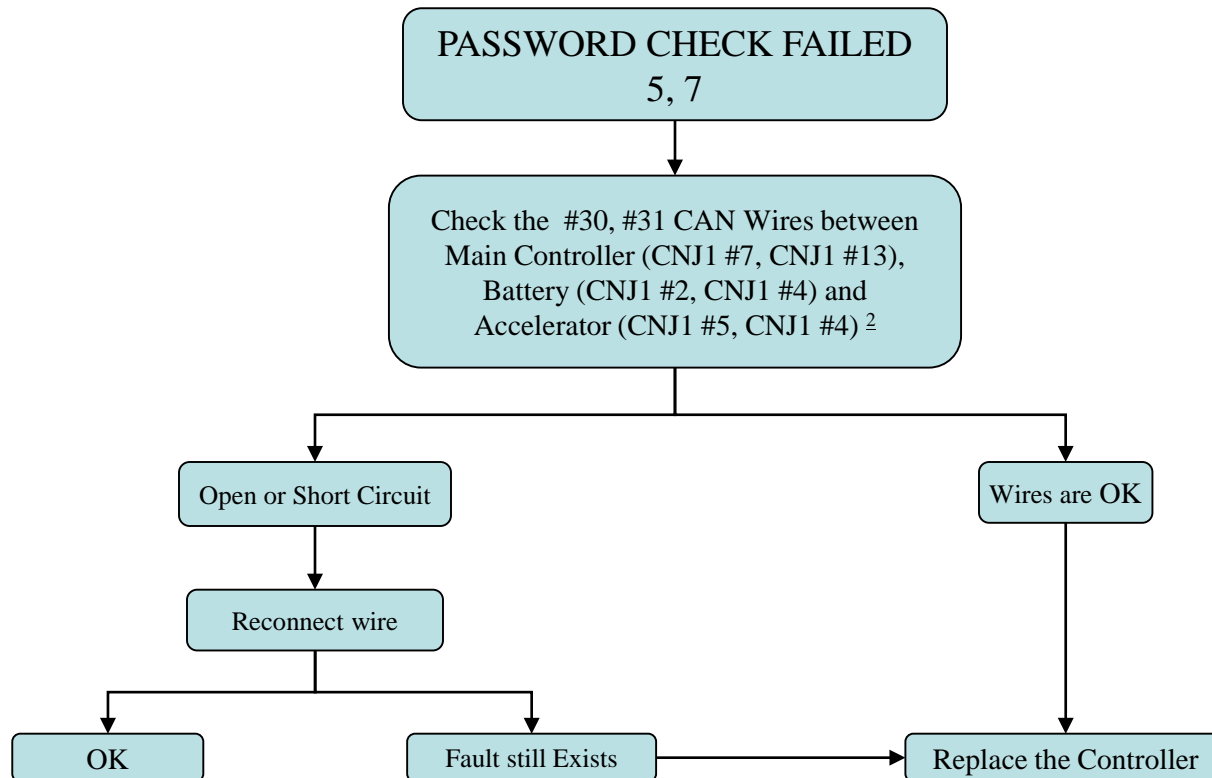 PASSWORD CHECK FAILED
5, 7
Check the #30, #31 CAN Wires between
Main Controller (CNJ1 #7, CNJ1 #13),
Battery (CNJ1 #2, CNJ1 #4) and
Accelerator (CNJ1 #5, CNJ1 #4) 2
Open or Short Circuit
Wires are OK
Reconnect wire
OK
Fault still Exists
Replace the Controller